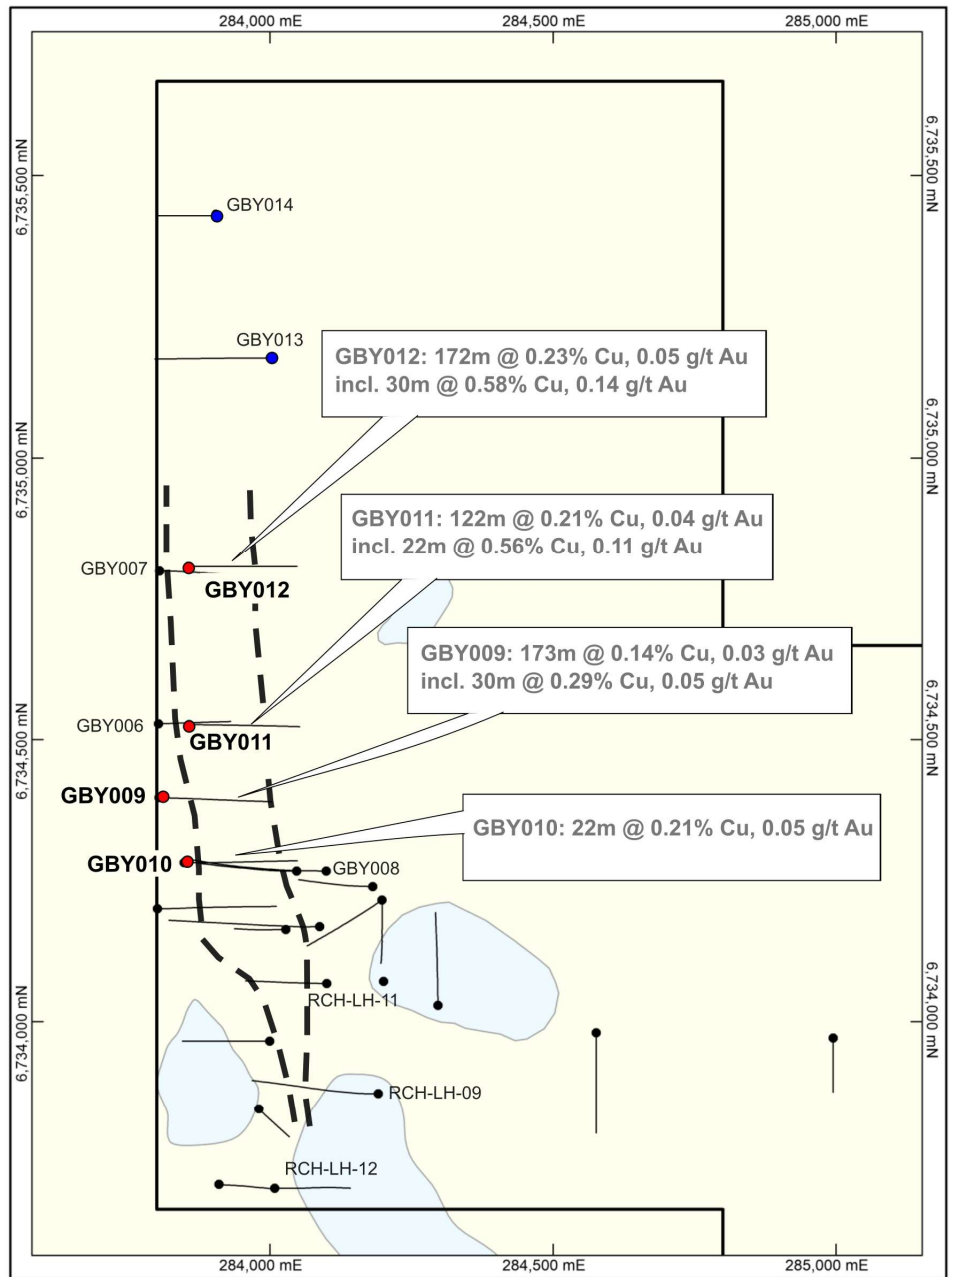 284,000 mE
284,500 mE
285,000 mE
6,735,500 mN
6,735,500 mN
GBY014
GBY013
GBY012: 172m @ 0.23% Cu, 0.05 g/t Au
incl. 30m @ 0.58% Cu, 0.14 g/t Au
6,735,000 mN
6,735,000 mN
GBY011: 122m @ 0.21% Cu, 0.04 g/t Au
incl. 22m @ 0.56% Cu, 0.11 g/t Au
GBY007
GBY012
GBY009: 173m @ 0.14% Cu, 0.03 g/t Au
incl. 30m @ 0.29% Cu, 0.05 g/t Au
GBY006
GBY011
6,734,500 mN
6,734,500 mN
GBY009
GBY010: 22m @ 0.21% Cu, 0.05 g/t Au
GBY010
GBY008
RCH-LH-11
6,734,000 mN
6,734,000 mN
RCH-LH-09
RCH-LH-12
284,000 mE
284,500 mE
285,000 mE